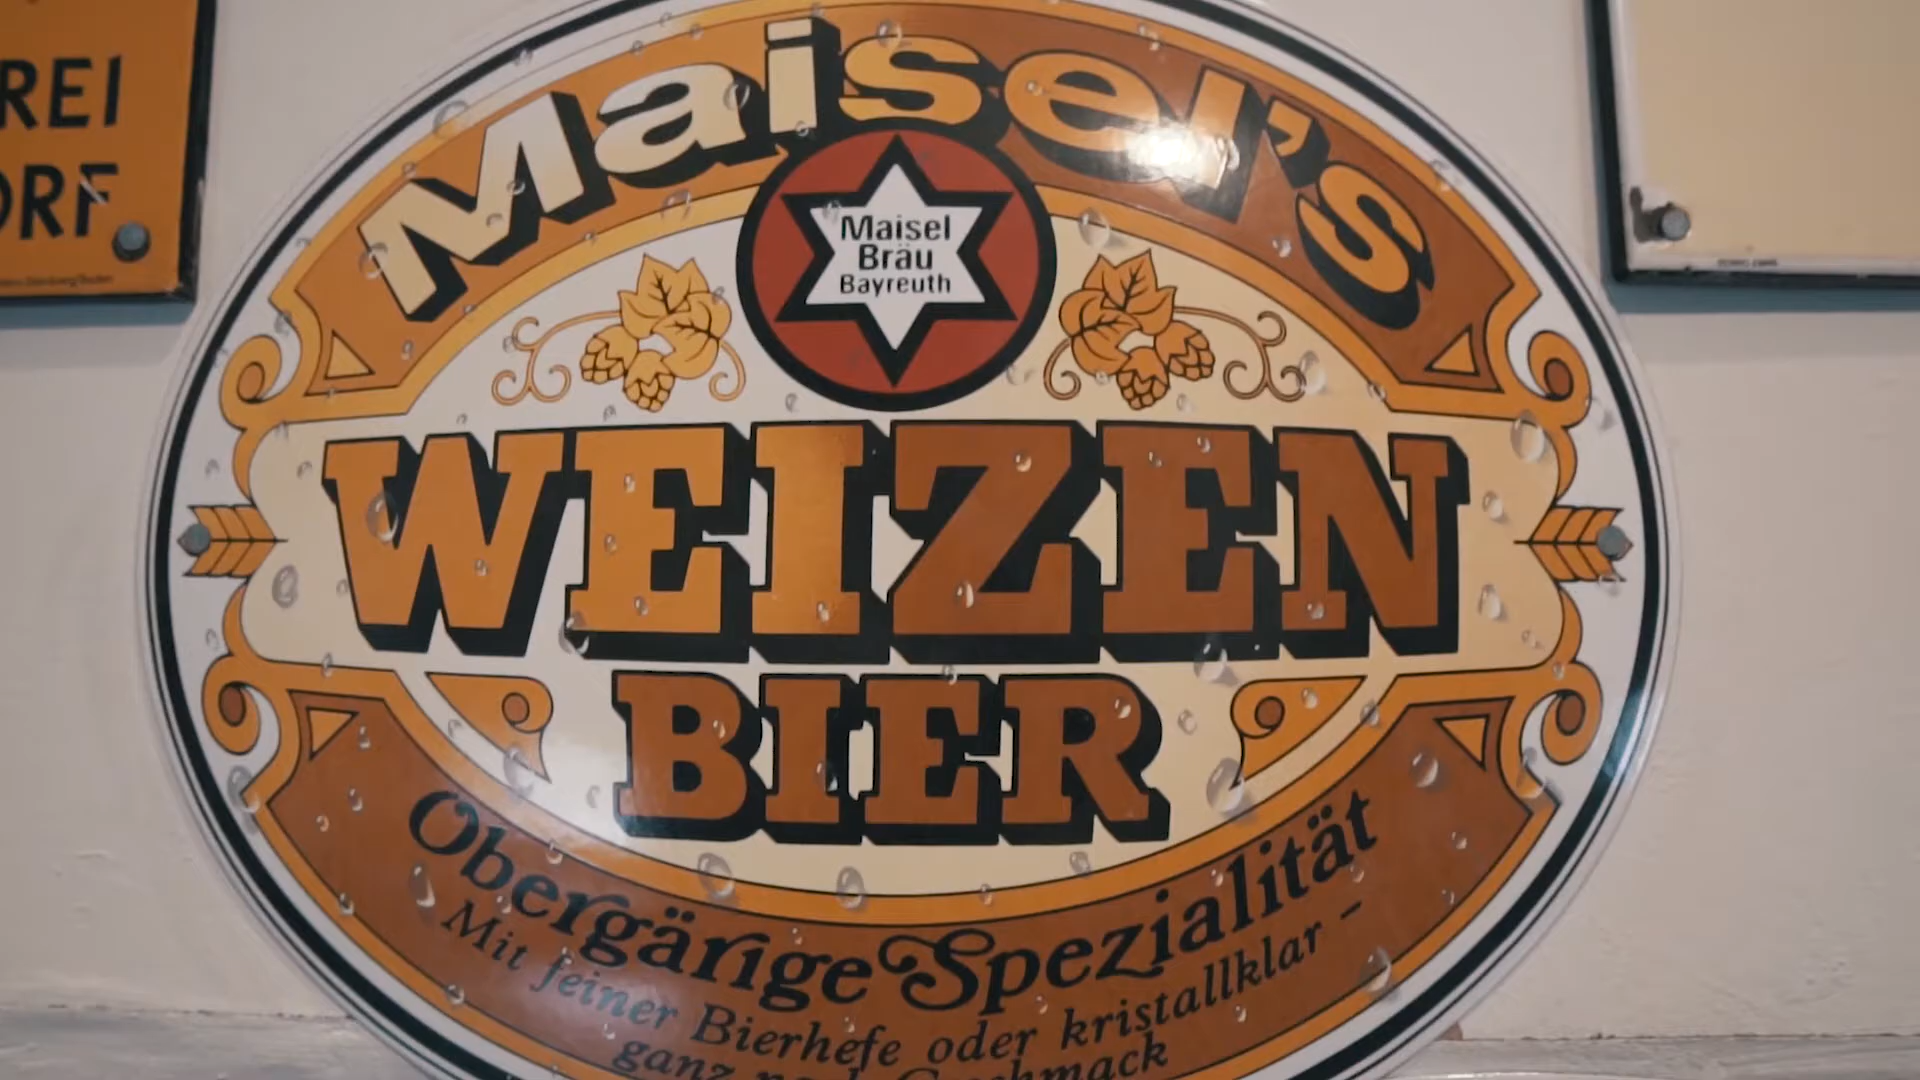 REI
ORF
Maisel's
Maisel
Bräu
Bayreuth
WEIZEN
BIER
Obergärige Spezialität
Mit feiner Bierhefe oder kristallklar -
ganz nach Geschmack